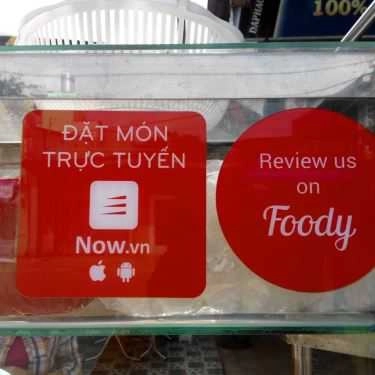 100%
ĐẶT MÓN
TRỰC TUYẾN
Now.vn
Review us
on
Foody